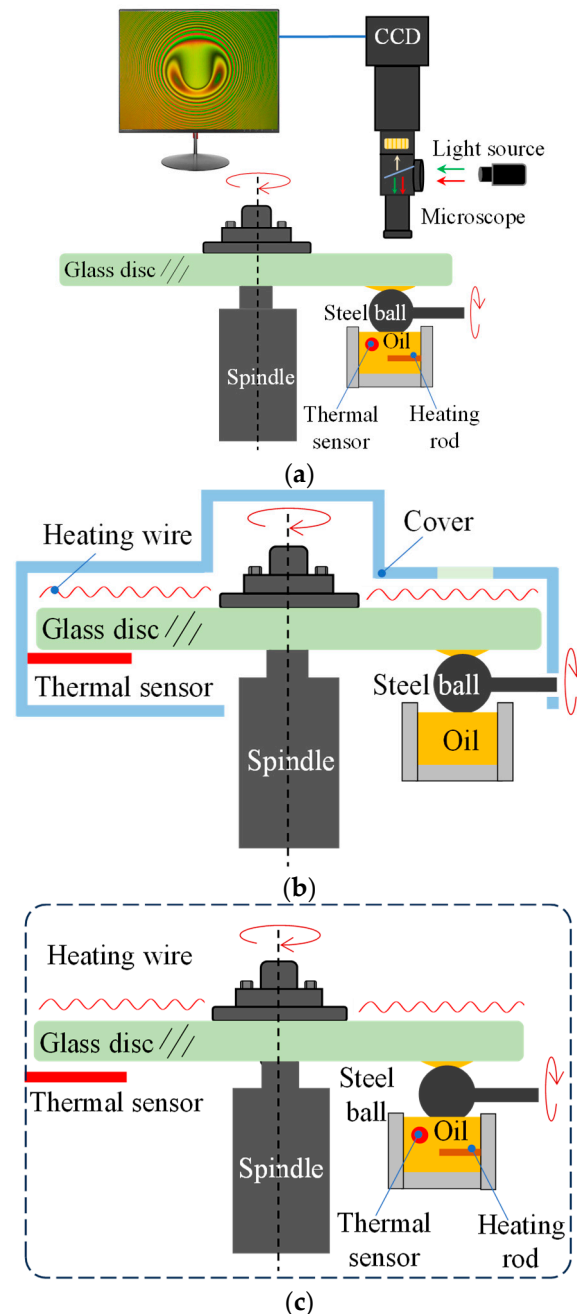 CCD
Light source
Microscope
Glass disc
Steel ball
Oil
Spindle
Thermal
sensor
Heating
rod
(a)
Heating wire
Cover
Glass disc
Thermal sensor
Steel ball
Oil
Spindle
(b)
Heating wire
Glass disc
Thermal sensor
Steel
ball
Oil
Spindle
Thermal
sensor
Heating
rod
(c)